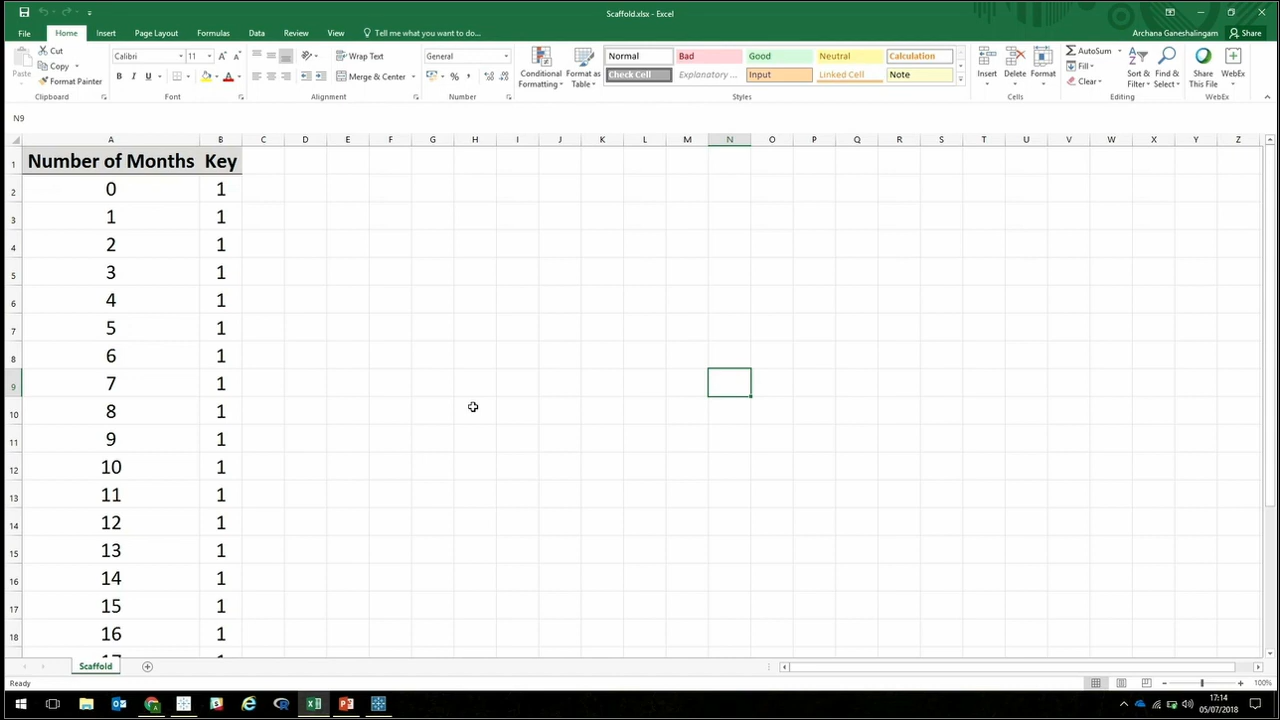 Scaffold.xlsx - Excel
File Home Insert Page Layout Formulas Data Review View Tell me what you want to do... Archana Ganeshalingam Share
Paste Cut Copy Format Painter Clipboard
Calibri 11 A A B I U A Font
Wrap Text Merge & Center Alignment
General % , Number
Conditional Formatting Format as Table Normal Bad Good Neutral Calculation
Check Cell Explanary ... Input Linked Cell Note Styles
Insert Delete Format Cells
AutoSum Fill Clear Sort & Filter Find & Select Editing
Share This File WebEx WebEx
N9
A B C D E F G H I J K L M N O P Q R S T U V W X Y Z
1 Number of Months Key
2 0 1
3 1 1
4 2 1
5 3 1
6 4 1
7 5 1
8 6 1
9 7 1
10 8 1
11 9 1
12 10 1
13 11 1
14 12 1
15 13 1
16 14 1
17 15 1
18 16 1
Scaffold
Ready 100%
17:14
05/07/2018